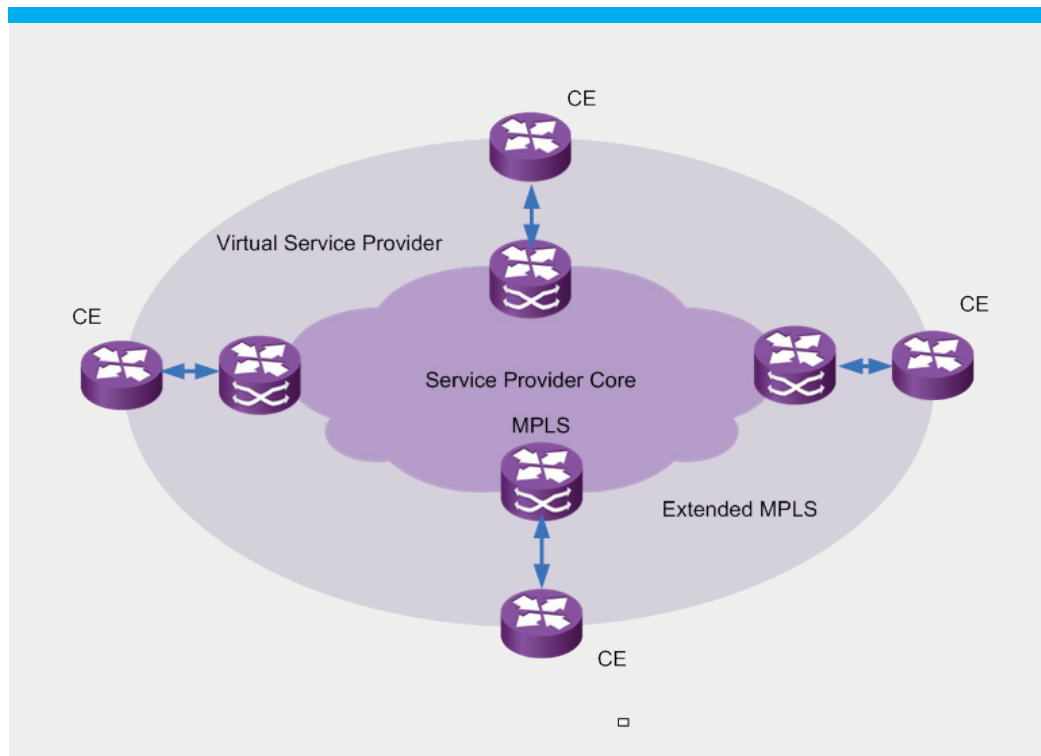 CE
Virtual Service Provider
CE
CE
Service Provider Core
MPLS
Extended MPLS
CE